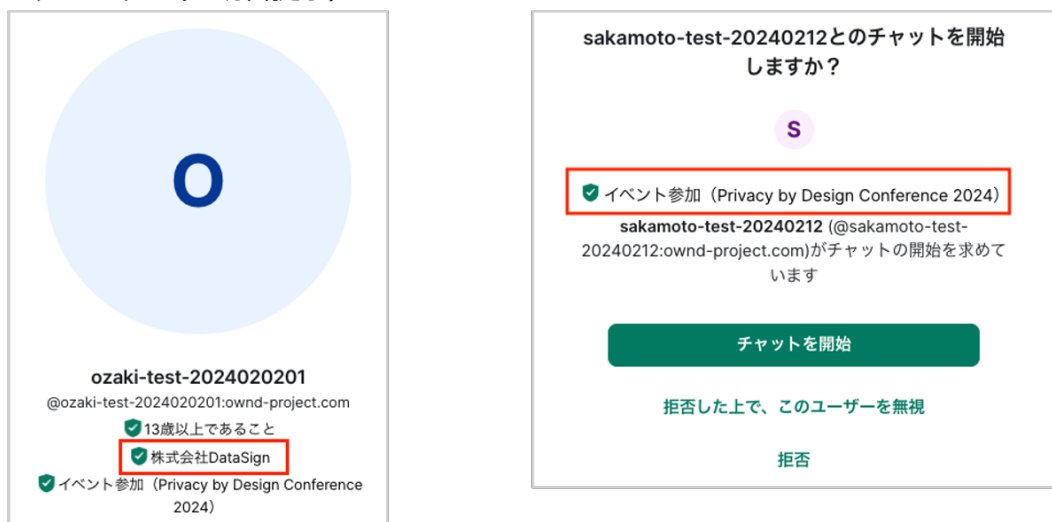 O
ozaki-test-2024020201
@ozaki-test-2024020201:ownd-project.com
13歳以上であること
株式会社DataSign
イベント参加（Privacy by Design Conference
2024）
sakamoto-test-20240212とのチャットを開始
しますか？
S
イベント参加（Privacy by Design Conference 2024）
sakamoto-test-20240212 (@sakamoto-test-
20240212:ownd-project.com)がチャットの開始を求めて
います
チャットを開始
拒否した上で、このユーザーを無視
拒否